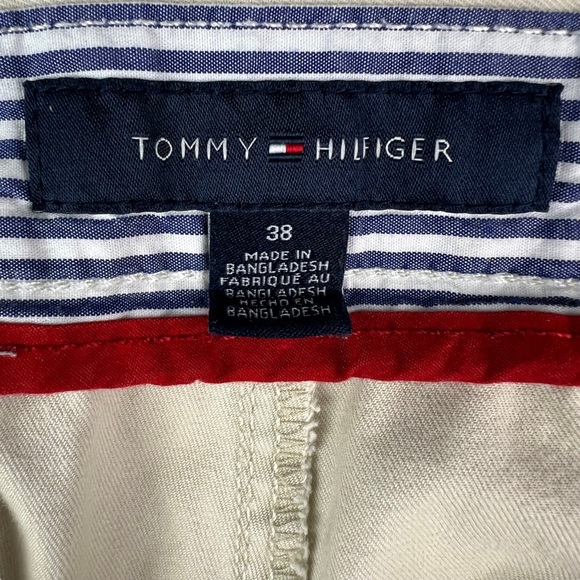 TOMMY HILFIGER
38
MADE IN
BANGLADESH
FABRIQUÉ AU
BANGLADESH
HECHO EN
BANGLADESH